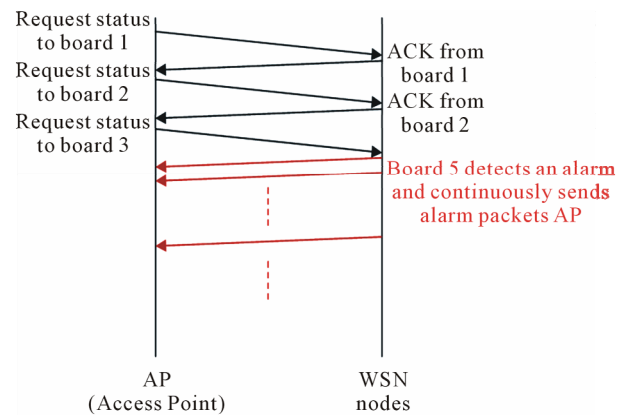 Request status
to board 1
ACK from
board 1
Request status
to board 2
ACK from
board 2
Request status
to board 3
Board 5 detects an alarm
and continuously sends
alarm packets AP
AP
(Access Point)
WSN
nodes